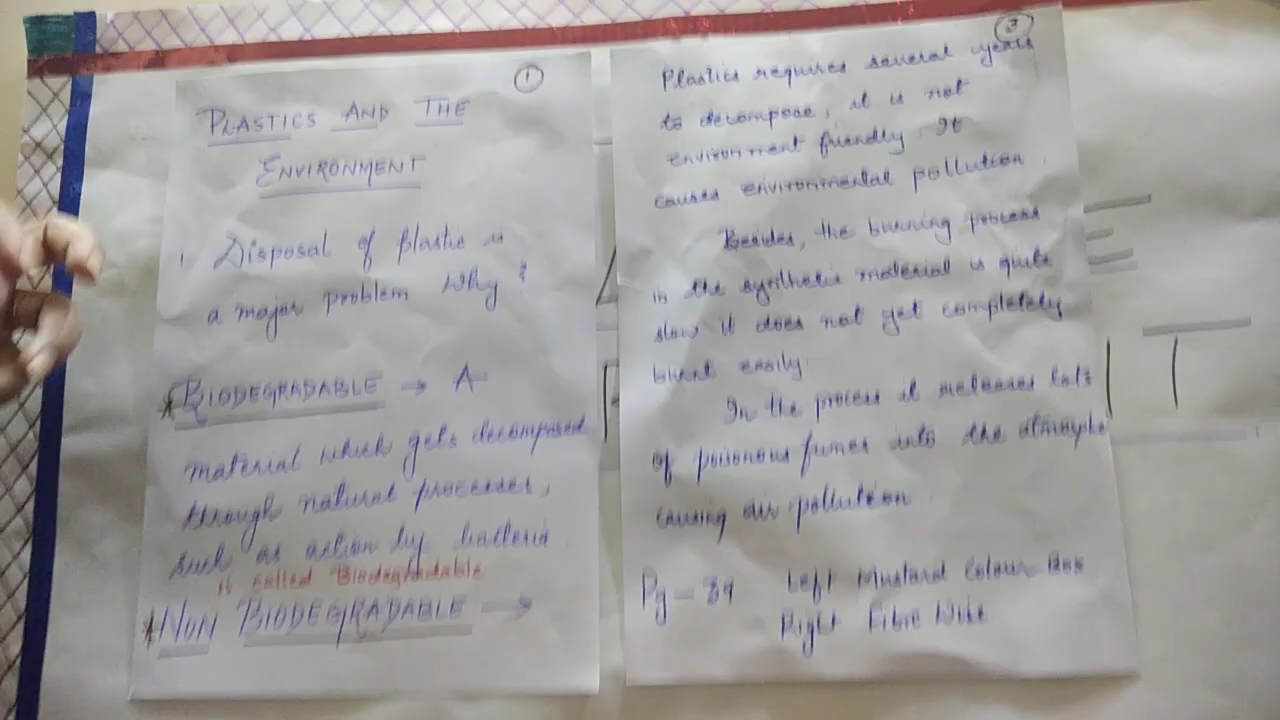 ①
PLASTICS AND THE
ENVIRONMENT
1 Disposal of plastic is
a major problem Why?
*BIODEGRADABLE → A
material which gets decomposed
through natural processes,
such as action by bacteria
is called Biodegradable
*NON BIODEGRADABLE →
③
Plastics requires several years
to decompose, it is not
environment friendly. It
causes environmental pollution.
Besides, the burning process
in the synthetic material is quite
slow it does not get completely
burnt easily.
In the process it releases lots
of poisonous fumes into the atmosphe
causing air pollution.
Pg - 39 Left Mustard Colour Box
Right Fibre Wise